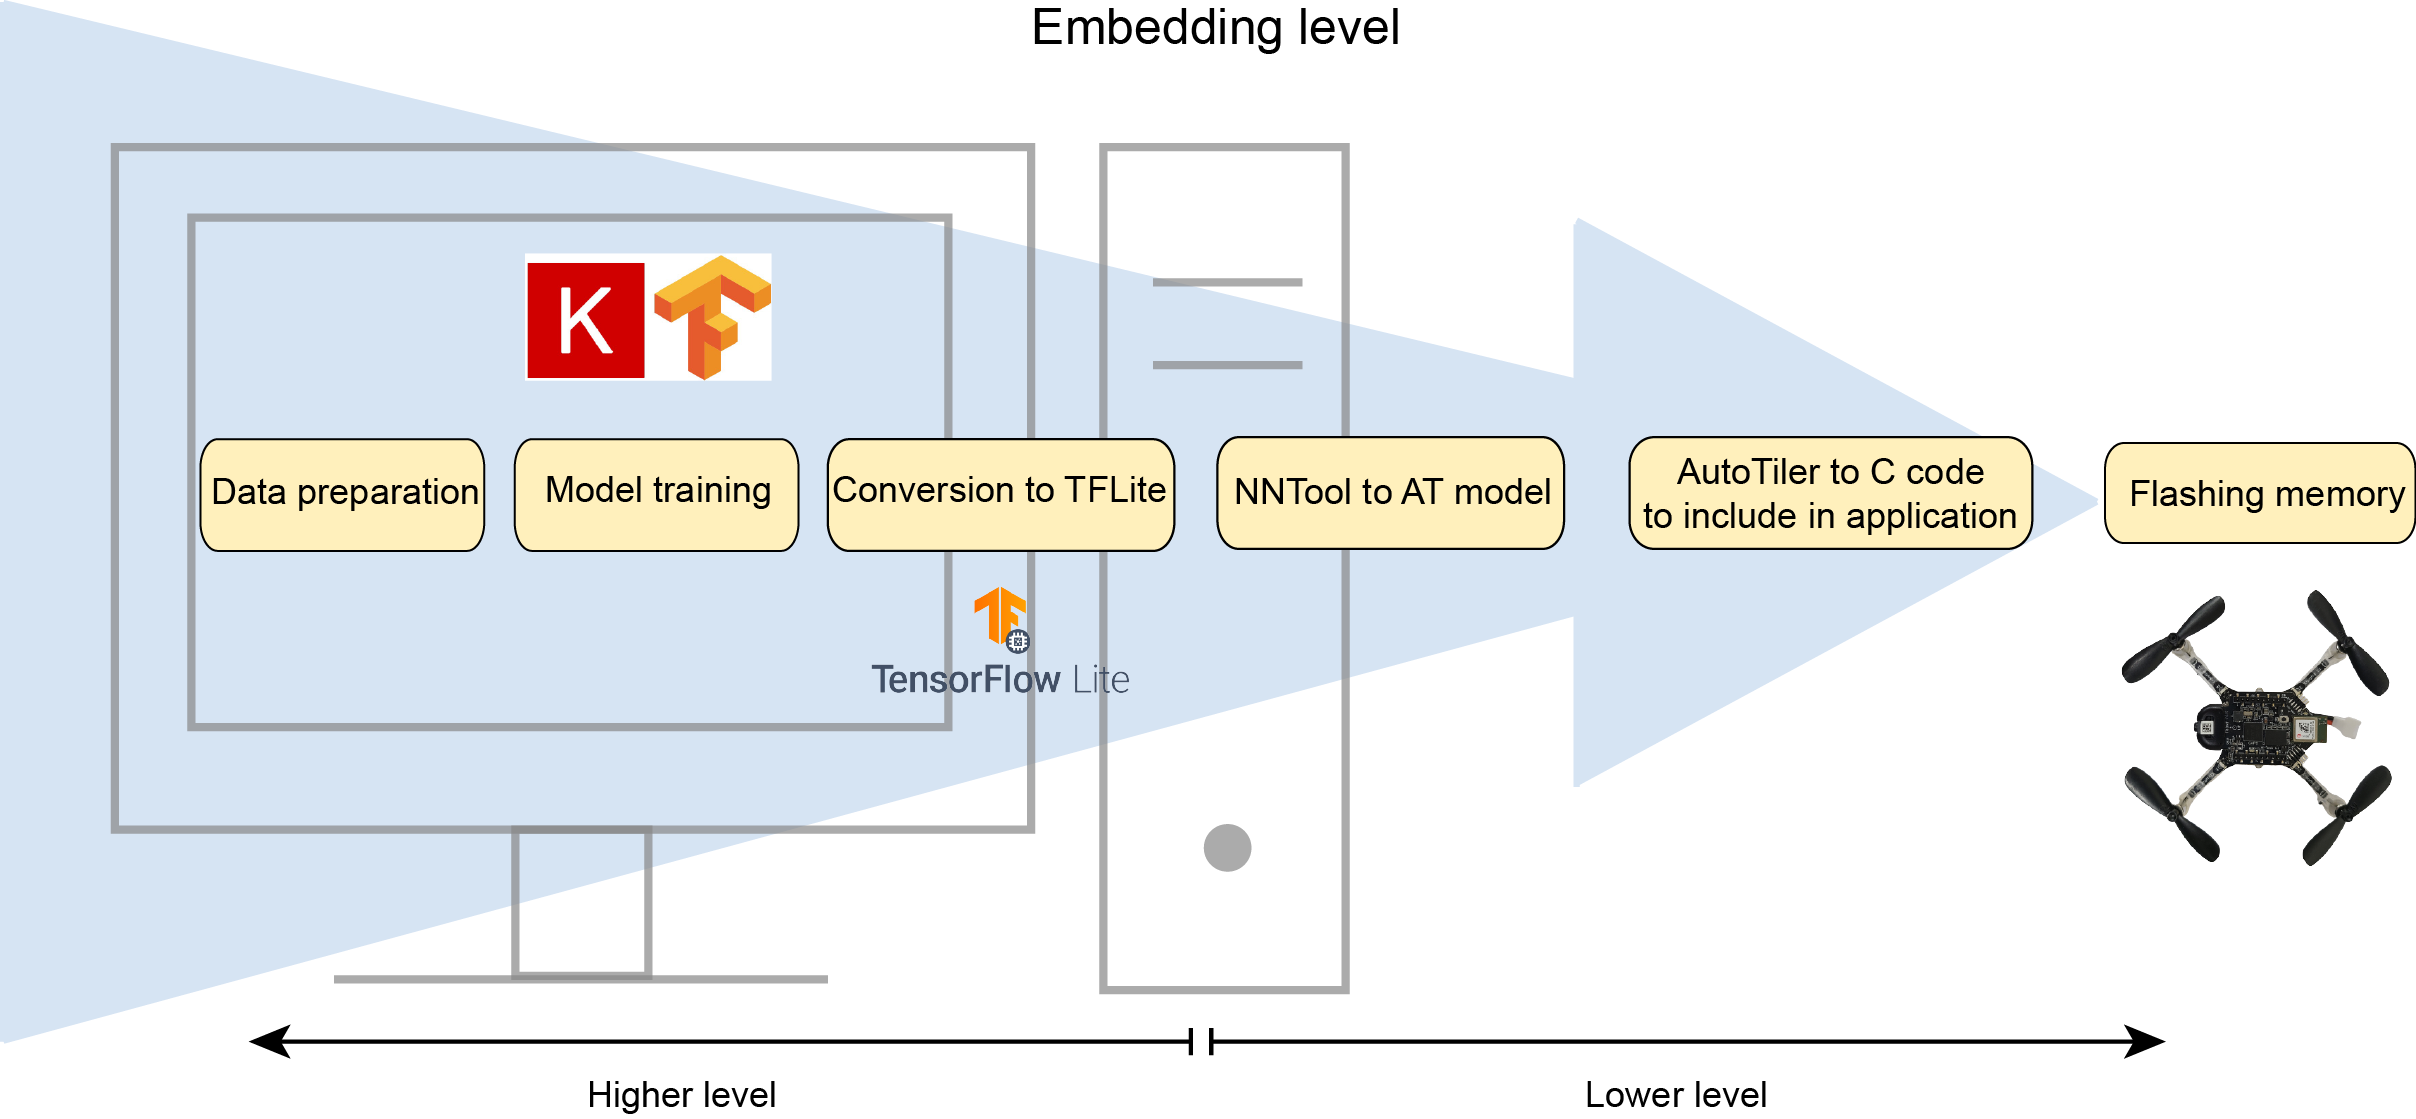 Embedding level
K
Data preparation
Model training
Conversion to TFLite
NNTool to AT model
AutoTiler to C code
to include in application
Flashing memory
TensorFlow Lite
Higher level
Lower level